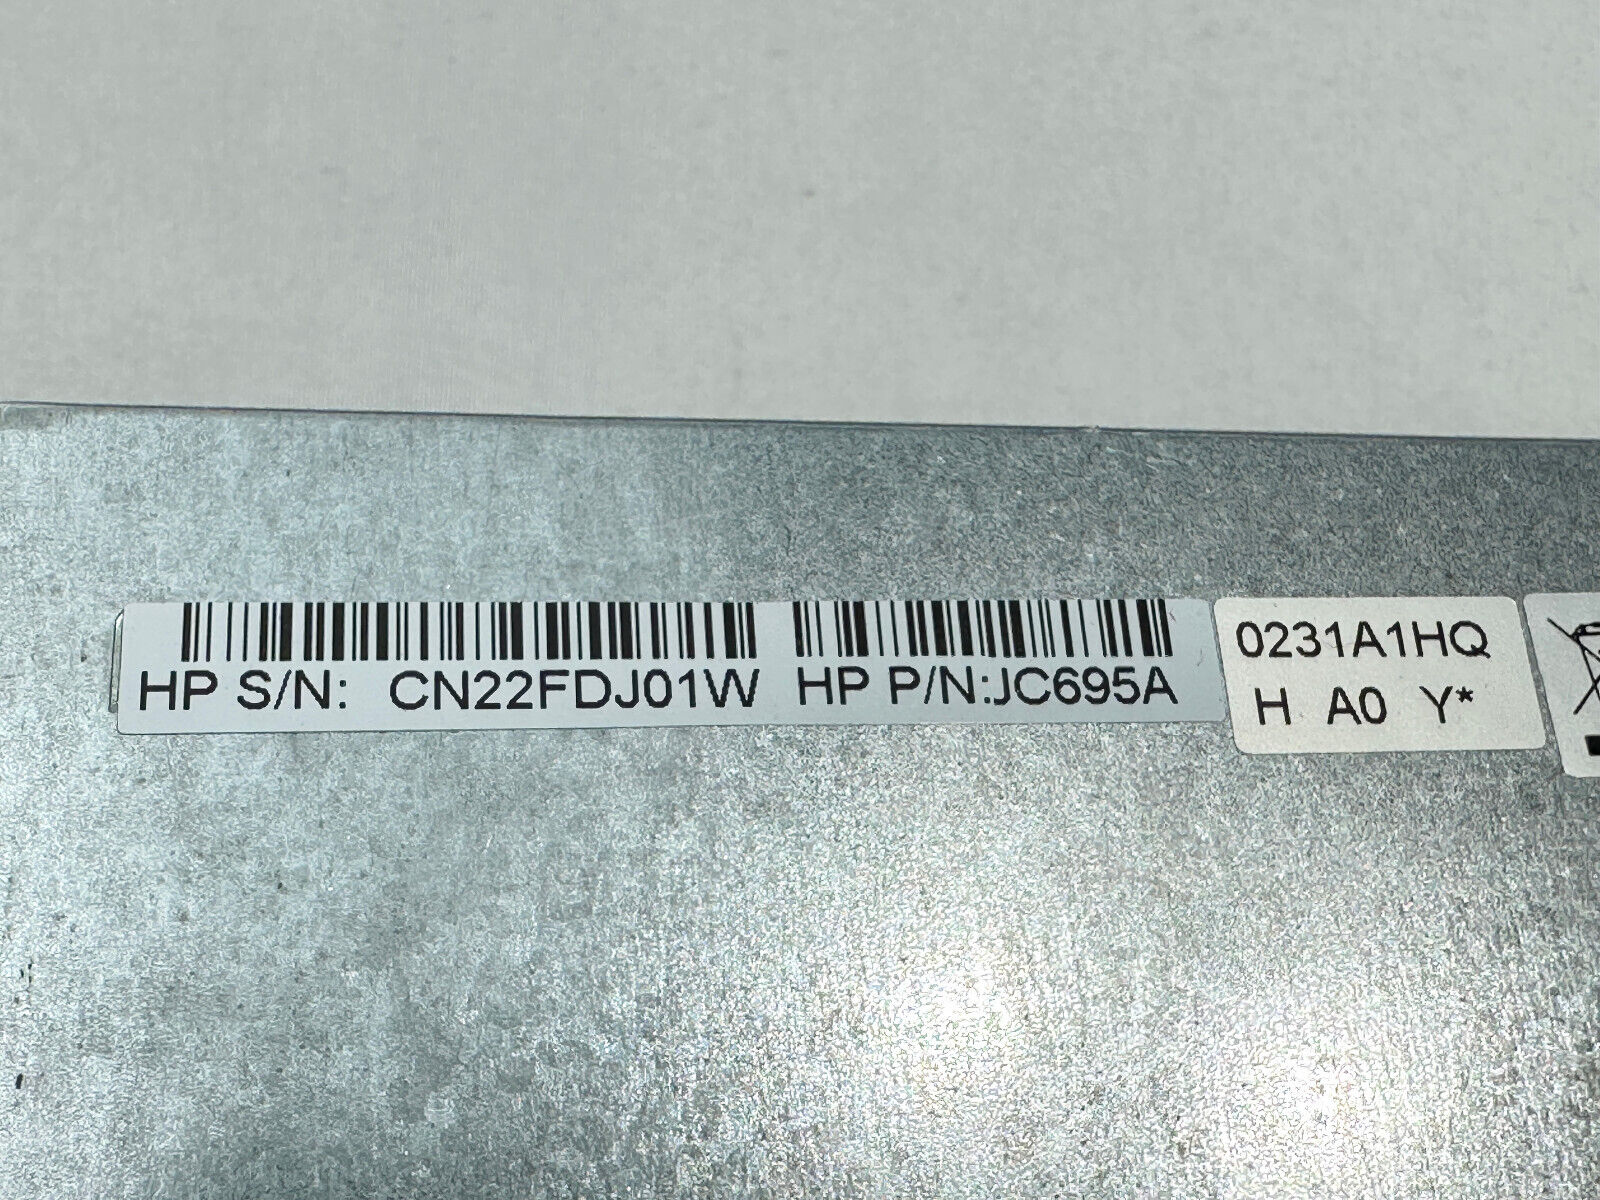 HP S/N: CN22FDJ01W HP P/N:JC695A
0231A1HQ
H A0 Y*